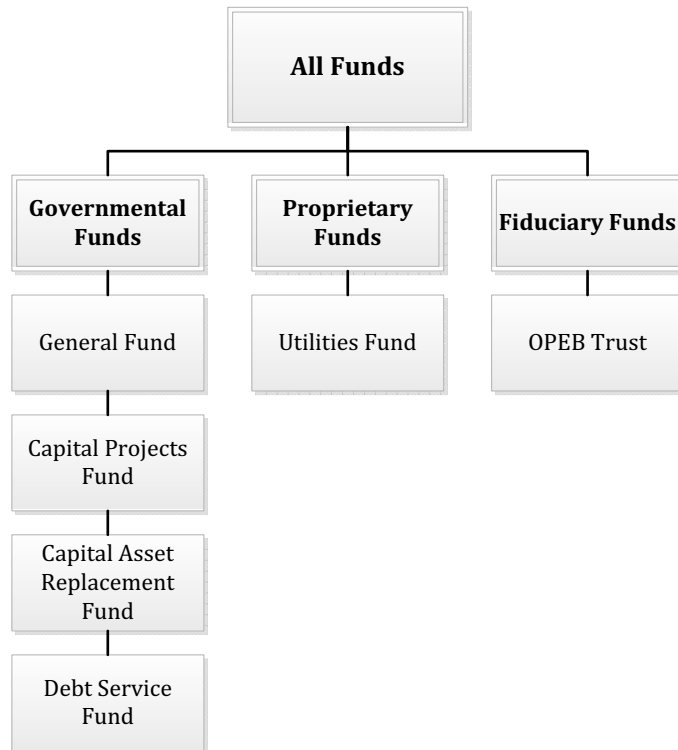 All Funds
Governmental
Funds
Proprietary
Funds
Fiduciary Funds
General Fund
Utilities Fund
OPEB Trust
Capital Projects
Fund
Capital Asset
Replacement
Fund
Debt Service
Fund